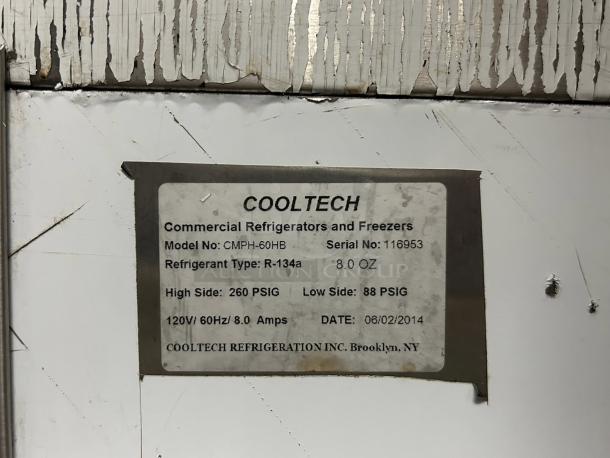 COOLTECH
Commercial Refrigerators and Freezers
Model No: CMPH-60HB Serial No: 116953
Refrigerant Type: R-134a 8.0 OZ
AUCTION GROUP
High Side: 260 PSIG Low Side: 88 PSIG
120V/ 60Hz/ 8.0 Amps DATE: 06/02/2014
COOLTECH REFRIGERATION INC. Brooklyn, NY